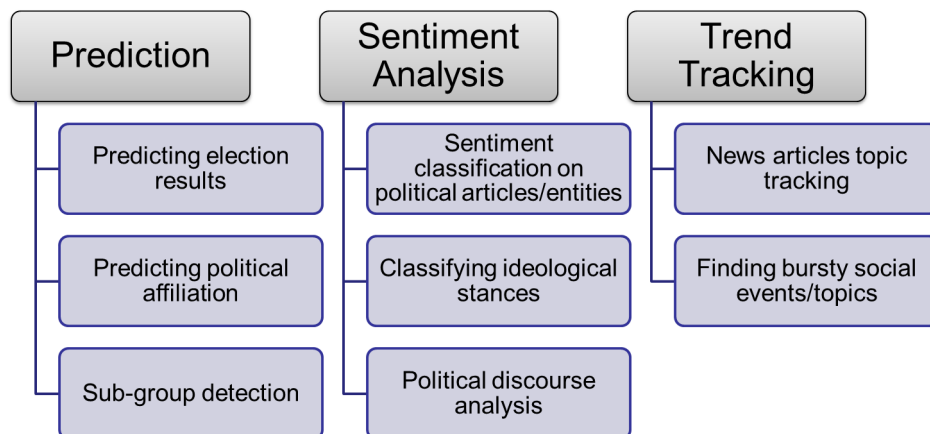 Prediction
Predicting election
results
Predicting political
affiliation
Sub-group detection
Sentiment
Analysis
Sentiment
classification on
political articles/entities
Classifying ideological
stances
Political discourse
analysis
Trend
Tracking
News articles topic
tracking
Finding bursty social
events/topics